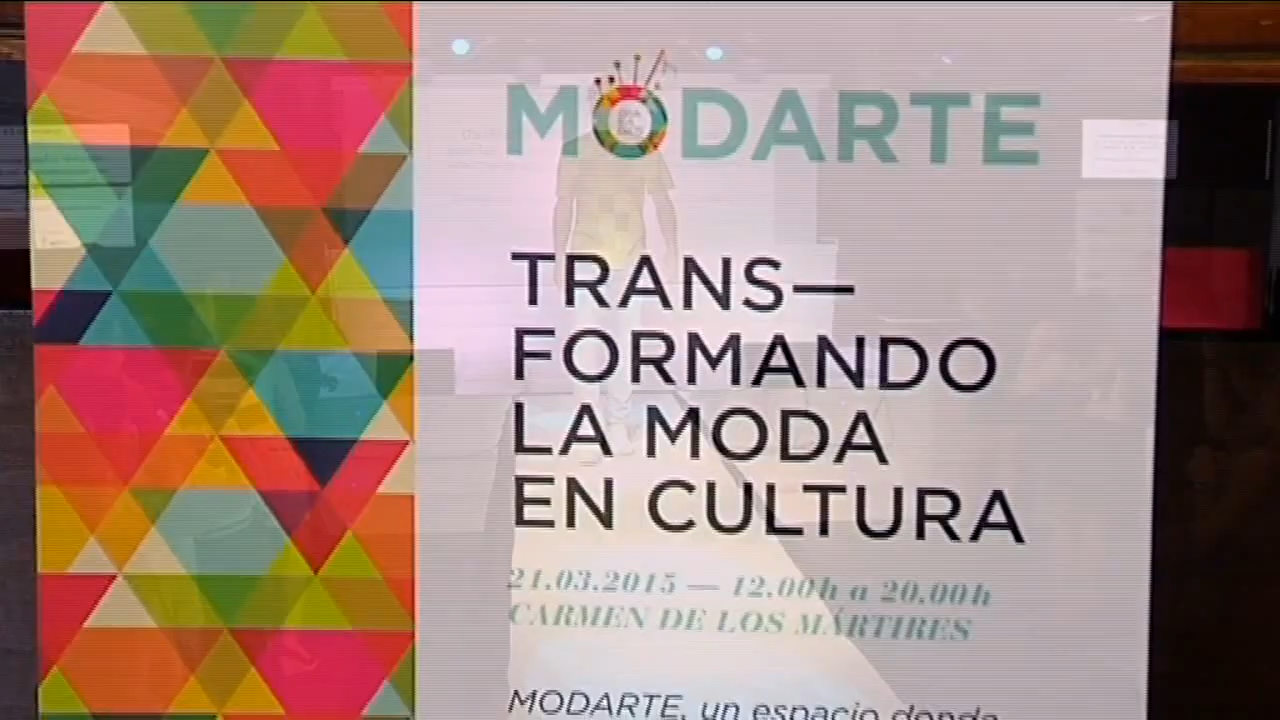 MODARTE
TRANS—
FORMANDO
LA MODA
EN CULTURA
21.03.2015 — 12.00h a 20.00h
CARMEN DE LOS MÁRTIRES
MODARTE, un espacio donde